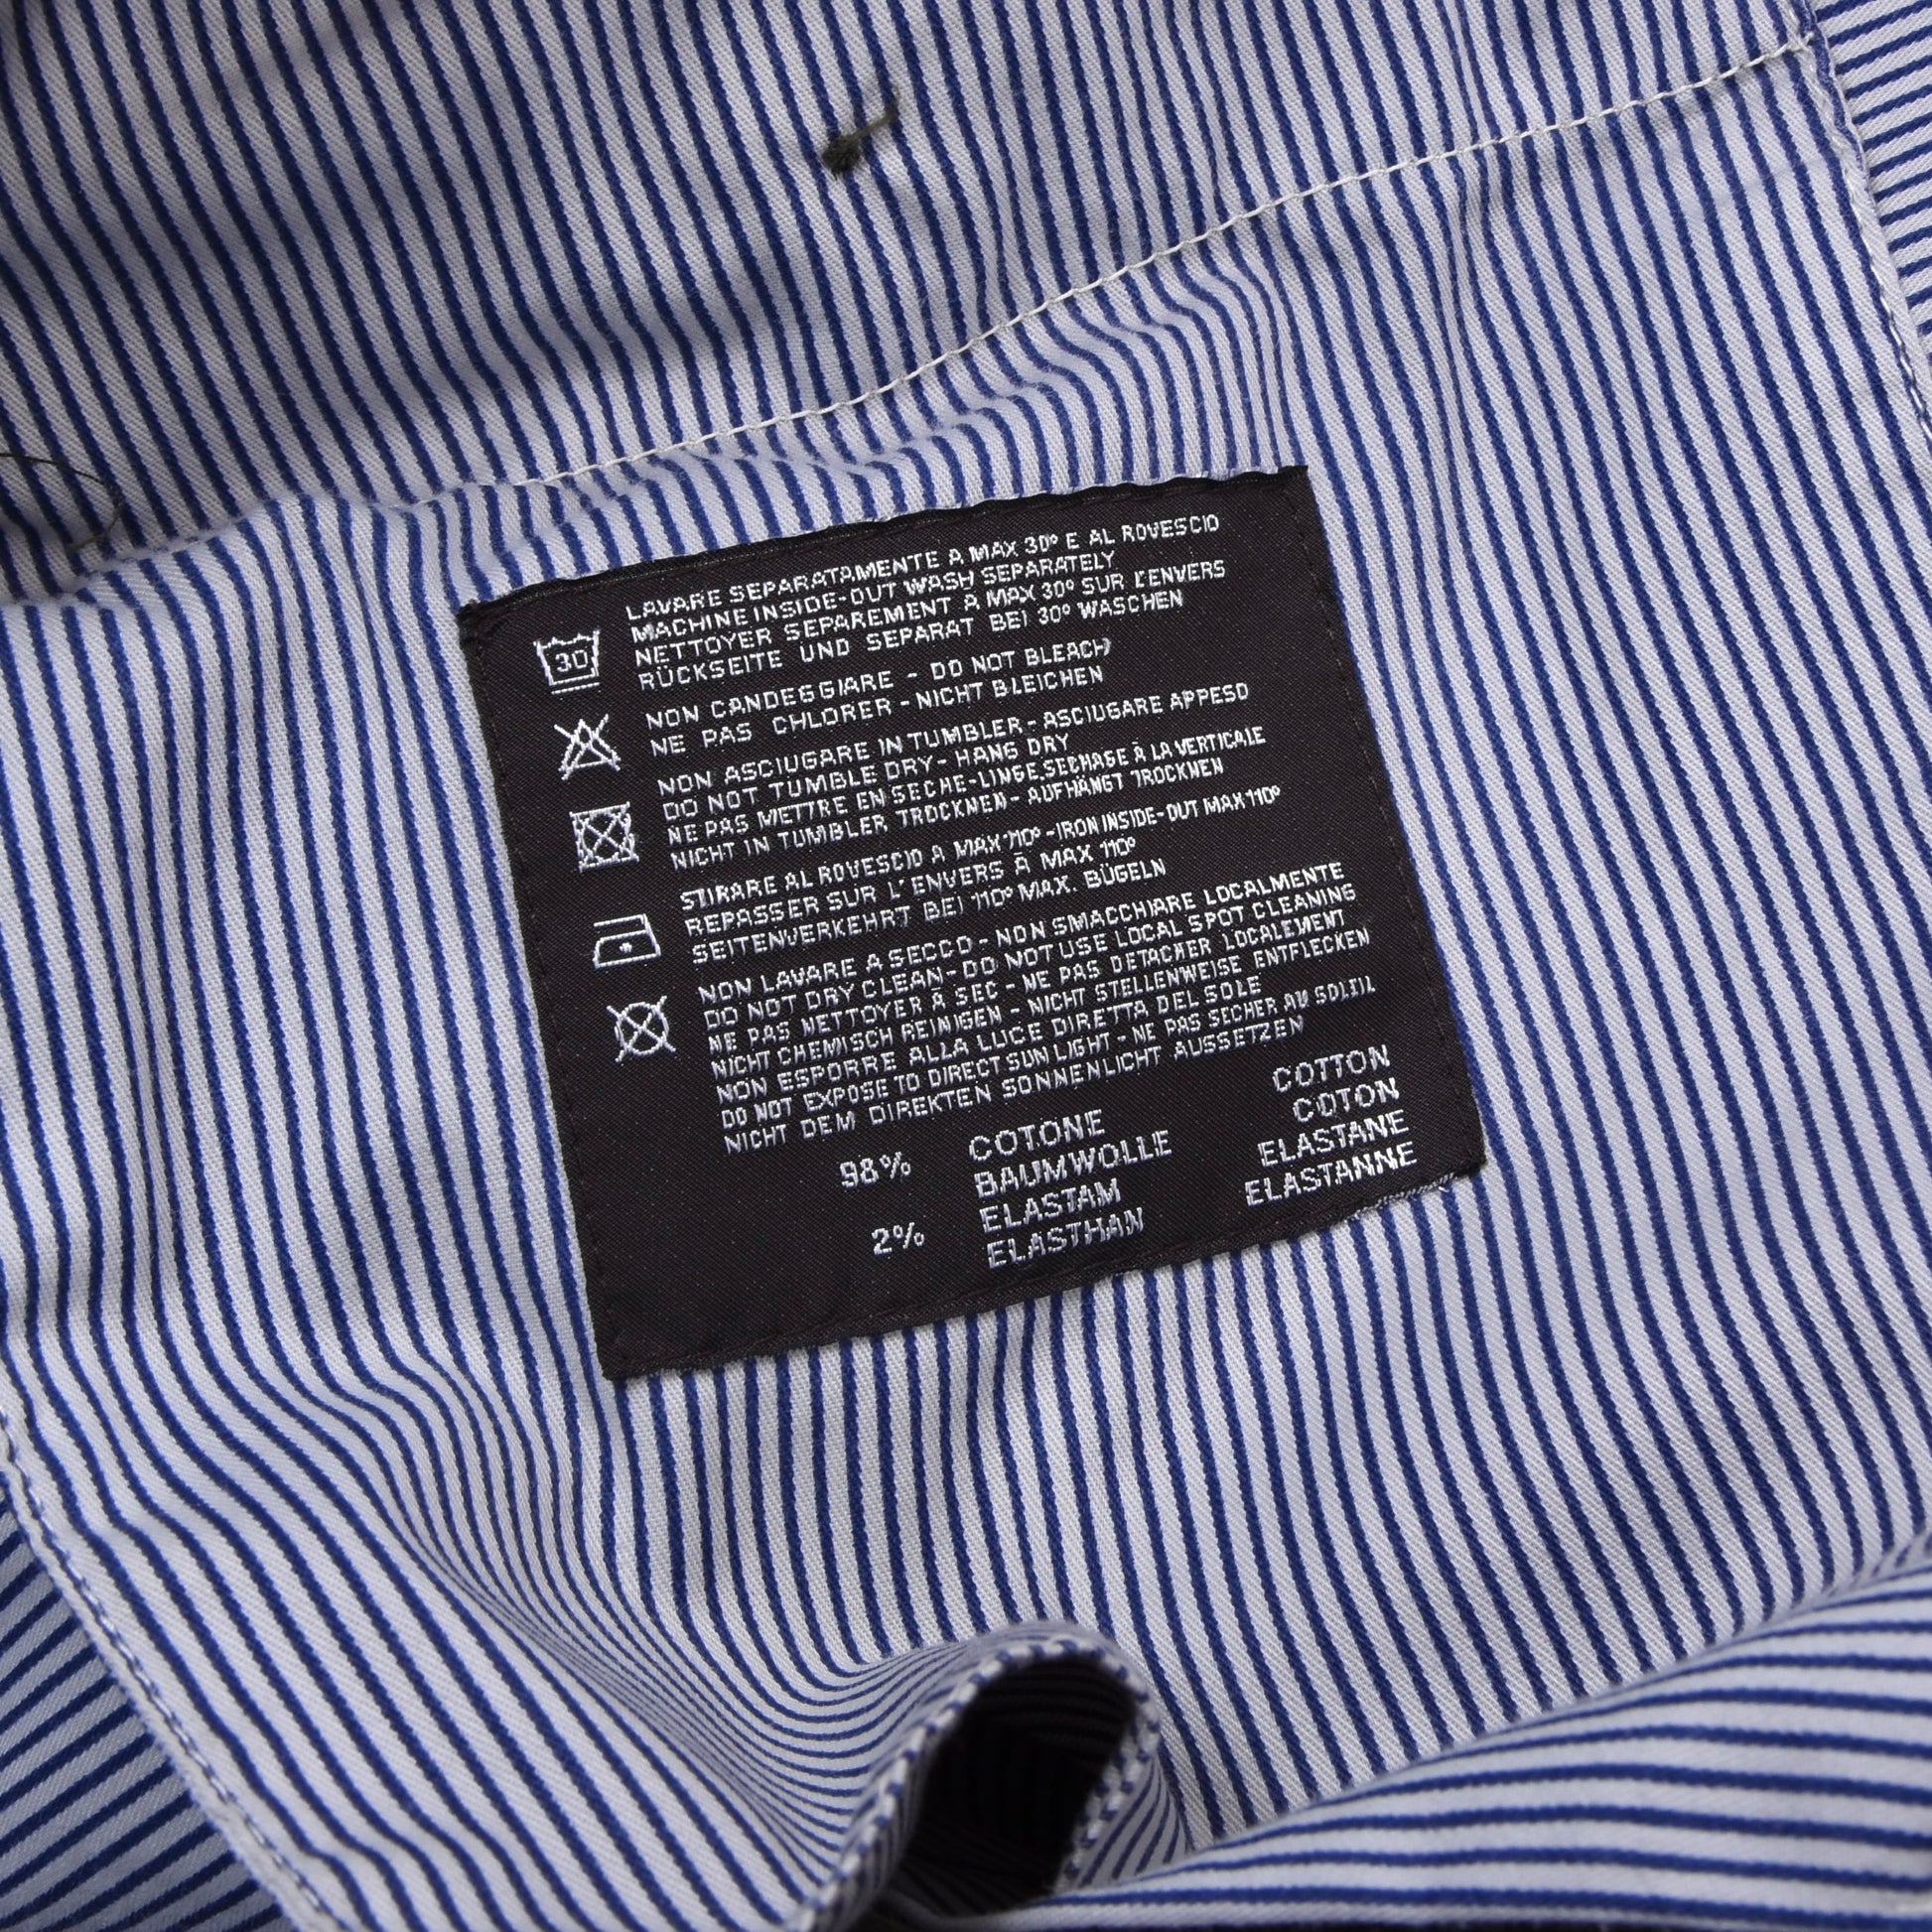 LAVARE SEPARATAMENTE A MAX 30° E AL ROVESCIO
MACHINE INSIDE-OUT WASH SEPARATELY
NETTOYER SEPAREMENT A MAX 30° SUR L'ENVERS
RÜCKSEITE UND SEPARAT BEI 30° WASCHEN
30
NON CANDEGGIARE - DO NOT BLEACH
NE PAS CHLORER - NICHT BLEICHEN
NON ASCIUGARE IN TUMBLER - ASCIUGARE APPESO
DO NOT TUMBLE DRY - HANG DRY
NE PAS METTRE EN SECHE-LINGE.SECHAGE À LA VERTICALE
NICHT IN TUMBLER TROCKNEN - AUFHÄNGT TROCKNEN
STIRARE AL ROVESCIO A MAX 110° - IRON INSIDE-OUT MAX 110°
REPASSER SUR L'ENVERS Ä MAX 110°
SEITENVERKEHRT BEI 110° MAX. BÜGELN
NON LAVARE A SECCO - NON SMACCHIARE LOCALMENTE
DO NOT DRY CLEAN - DO NOT USE LOCAL SPOT CLEANING
NE PAS NETTOYER À SEC - NE PAS DETACHER LOCALEMENT
NICHT CHEMISCH REINIGEN - NICHT STELLENWEISE ENTFLECKEN
NON ESPORRE ALLA LUCE DIRETTA DEL SOLE
DO NOT EXPOSE TO DIRECT SUN LIGHT - NE PAS SECHER AU SOLEIL
NICHT DEM DIREKTEN SONNENLICHT AUSSETZEN
98% COTONE COTTON
BAUMWOLLE COTON
2% ELASTAM ELASTANE
ELASTHAN ELASTANNE